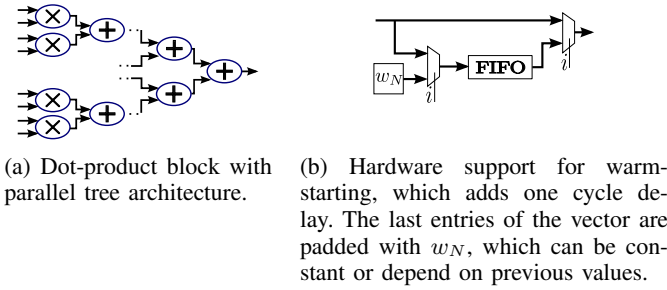 w_N
FIFO
i
i
(a) Dot-product block with
parallel tree architecture.
(b) Hardware support for warm-
starting, which adds one cycle de-
lay. The last entries of the vector are
padded with w_N, which can be con-
stant or depend on previous values.